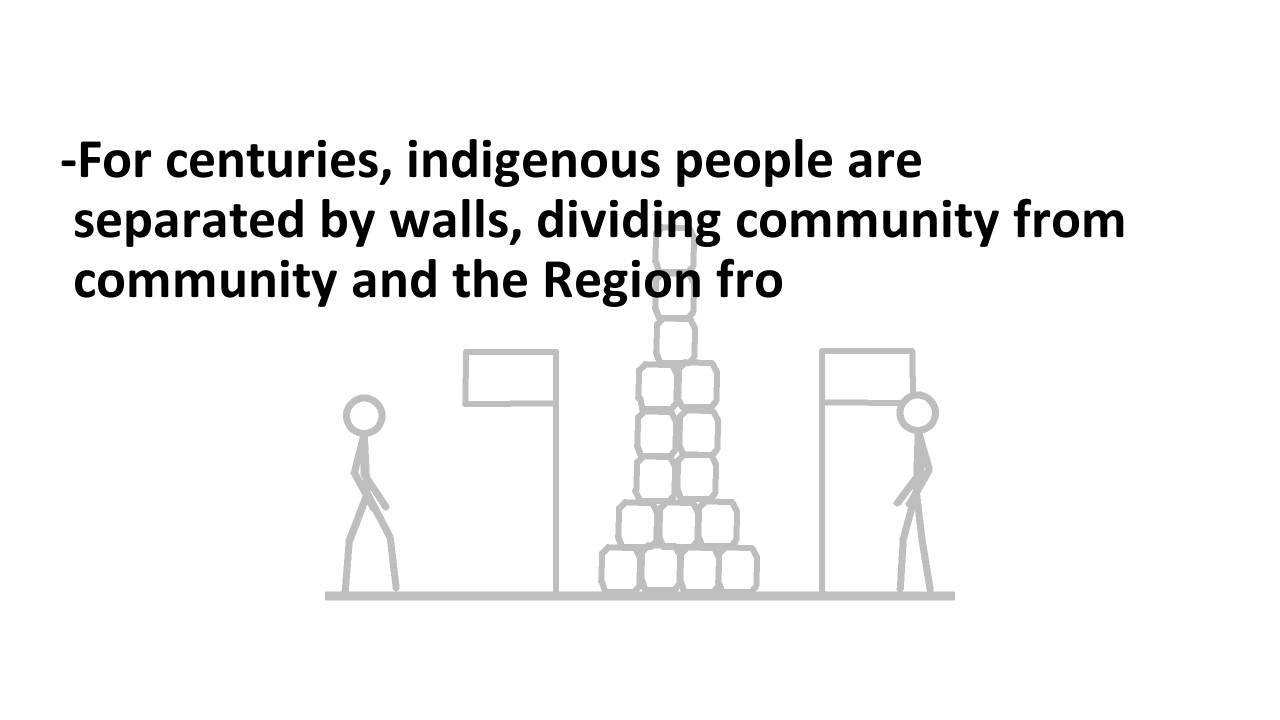 -For centuries, indigenous people are
separated by walls, dividing community from
community and the Region fro